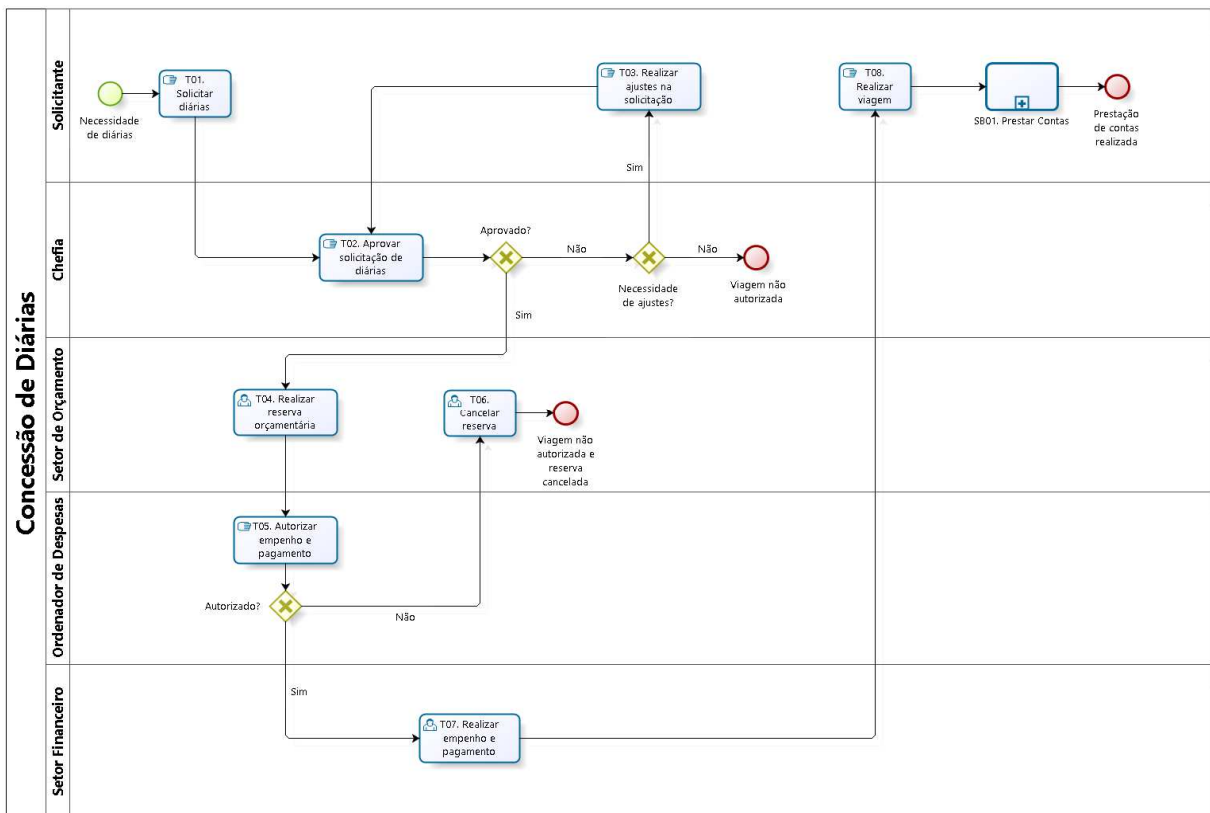 Concessão de Diárias
Solicitante
Necessidade
de diárias
T01.
Solicitar
diárias
T03. Realizar
ajustes na
solicitação
T08.
Realizar
viagem
SB01. Prestar Contas
Prestação
de contas
realizada
Sim
Chefia
T02. Aprovar
solicitação de
diárias
Aprovado?
Não
Necessidade
de ajustes?
Não
Viagem não
autorizada
Sim
Setor de Orçamento
T04. Realizar
reserva
orçamentária
T06.
Cancelar
reserva
Viagem não
autorizada e
reserva
cancelada
Ordenador de Despesas
T05. Autorizar
empenho e
pagamento
Autorizado?
Não
Setor Financeiro
Sim
T07. Realizar
empenho e
pagamento